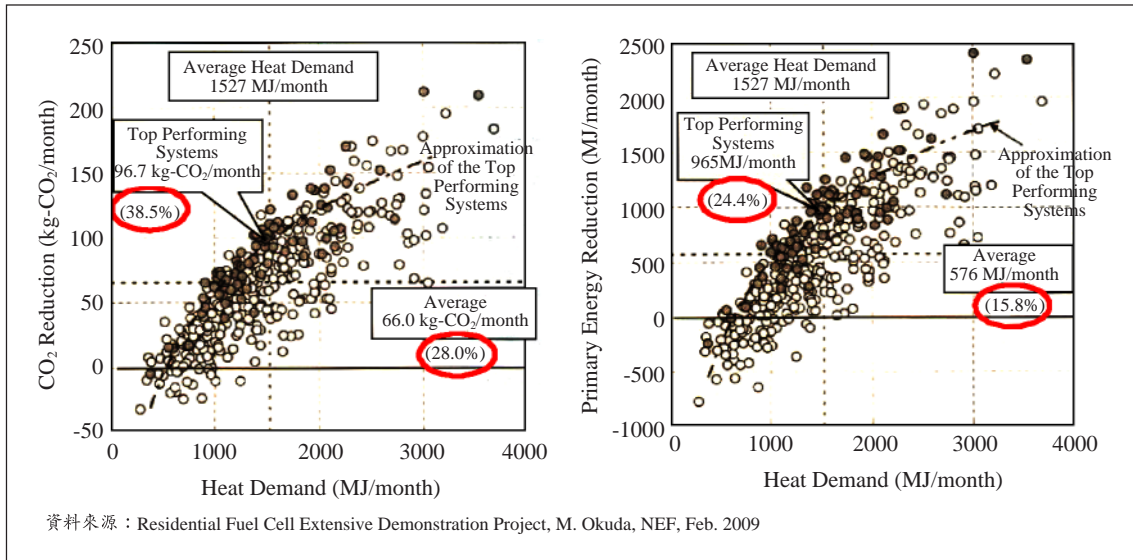 250
200
150
100
50
0
-50
CO₂ Reduction (kg-CO₂/month)
Average Heat Demand
1527 MJ/month
Top Performing
Systems
96.7 kg-CO₂/month
(38.5%)
Approximation
of the Top
Performing
Systems
Average
66.0 kg-CO₂/month
(28.0%)
0 1000 2000 3000 4000
Heat Demand (MJ/month)
2500
2000
1500
1000
500
0
-500
-1000
Primary Energy Reduction (MJ/month)
Average Heat Demand
1527 MJ/month
Top Performing
Systems
965MJ/month
(24.4%)
Approximation
of the Top
Performing
Systems
Average
576 MJ/month
(15.8%)
0 1000 2000 3000 4000
Heat Demand (MJ/month)
資料來源：Residential Fuel Cell Extensive Demonstration Project, M. Okuda, NEF, Feb. 2009